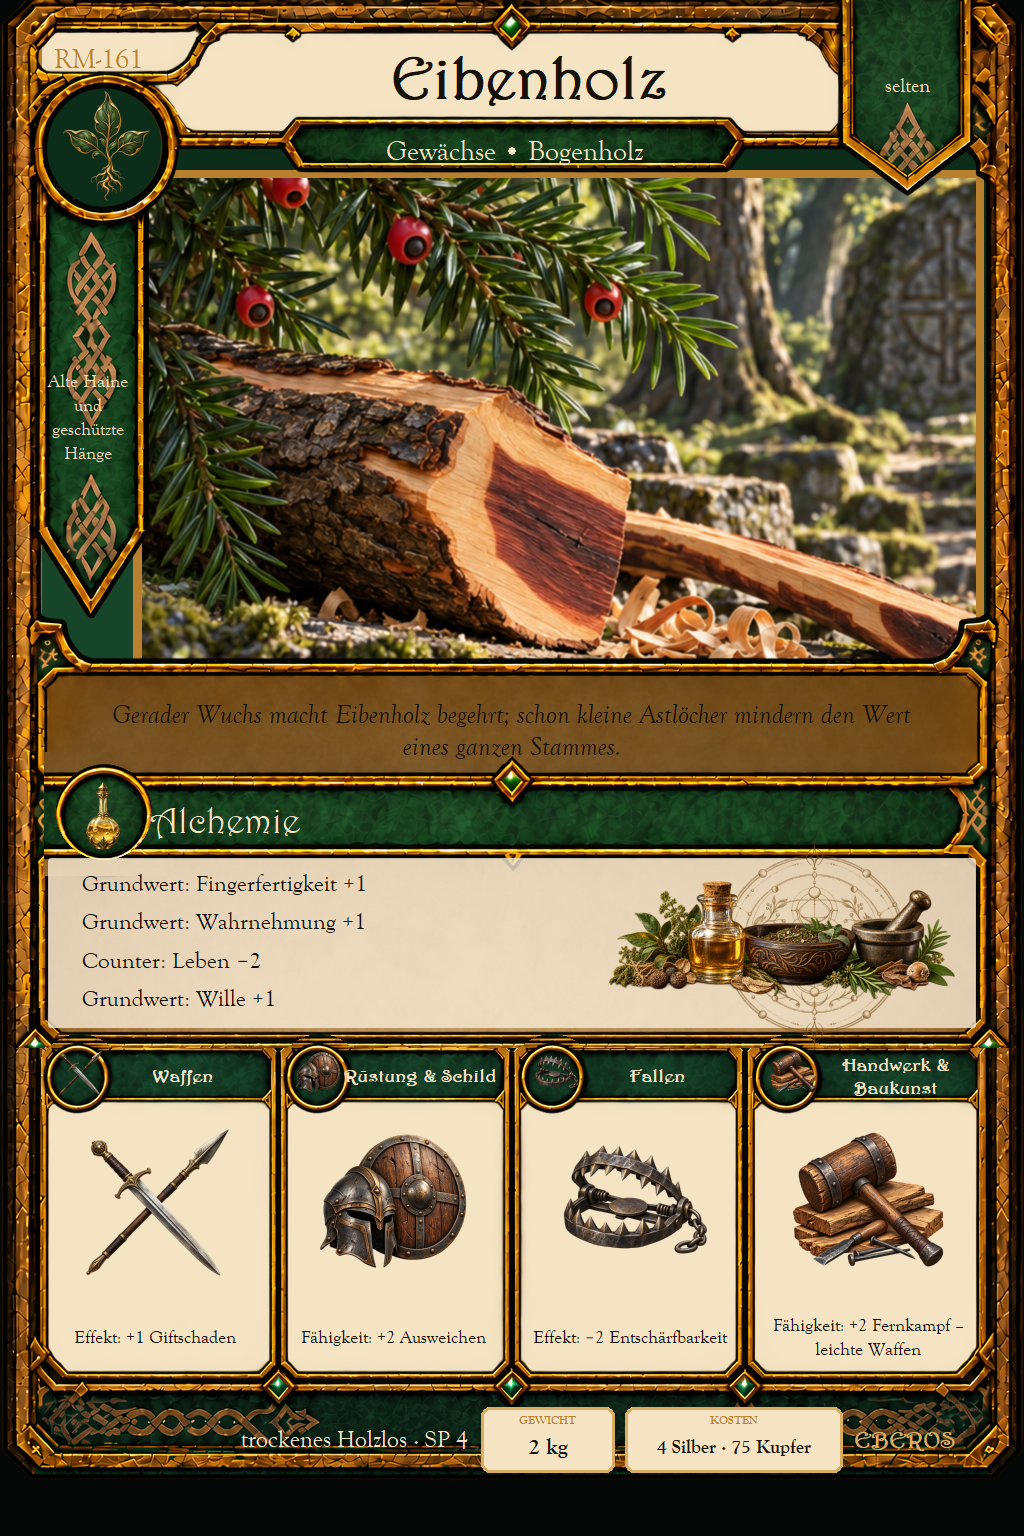 RM-161
Eibenholz
selten
Gewächse • Bogenholz
Alte Haine
und
geschützte
Hänge
Gerader Wuchs macht Eibenholz begehrt; schon kleine Astlöcher mindern den Wert
eines ganzen Stammes.
Alchemie
Grundwert: Fingerfertigkeit +1
Grundwert: Wahrnehmung +1
Counter: Leben −2
Grundwert: Wille +1
Waffen
Rüstung & Schild
Fallen
Handwerk &
Baukunst
Effekt: +1 Giftschaden
Fähigkeit: +2 Ausweichen
Effekt: −2 Entschärfbarkeit
Fähigkeit: +2 Fernkampf –
leichte Waffen
trockenes Holzlos · SP 4
GEWICHT
2 kg
KOSTEN
4 Silber · 75 Kupfer
EBEROS